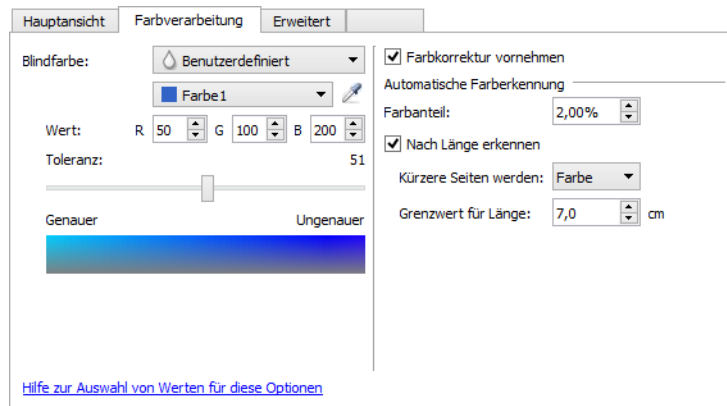 Hauptansicht Farbverarbeitung Erweitert
Blindfarbe: Benutzerdefiniert
Farbe1
Wert: R 50 G 100 B 200
Toleranz: 51
Genauer Ungenauer
Hilfe zur Auswahl von Werten für diese Optionen
Farbkorrektur vornehmen
Automatische Farberkennung
Farbanteil: 2,00%
Nach Länge erkennen
Kürzere Seiten werden: Farbe
Grenzwert für Länge: 7,0 cm